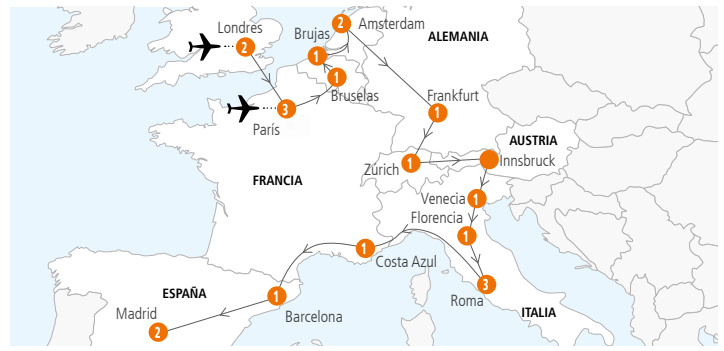 Londres
2
Brujas
1
2
Amsterdam
ALEMANIA
Bruselas
1
3
París
Frankfurt
1
AUSTRIA
Zúrich
1
Innsbruck
FRANCIA
Venecia
1
Florencia
1
Costa Azul
1
Roma
3
ITALIA
ESPAÑA
Barcelona
1
Madrid
2